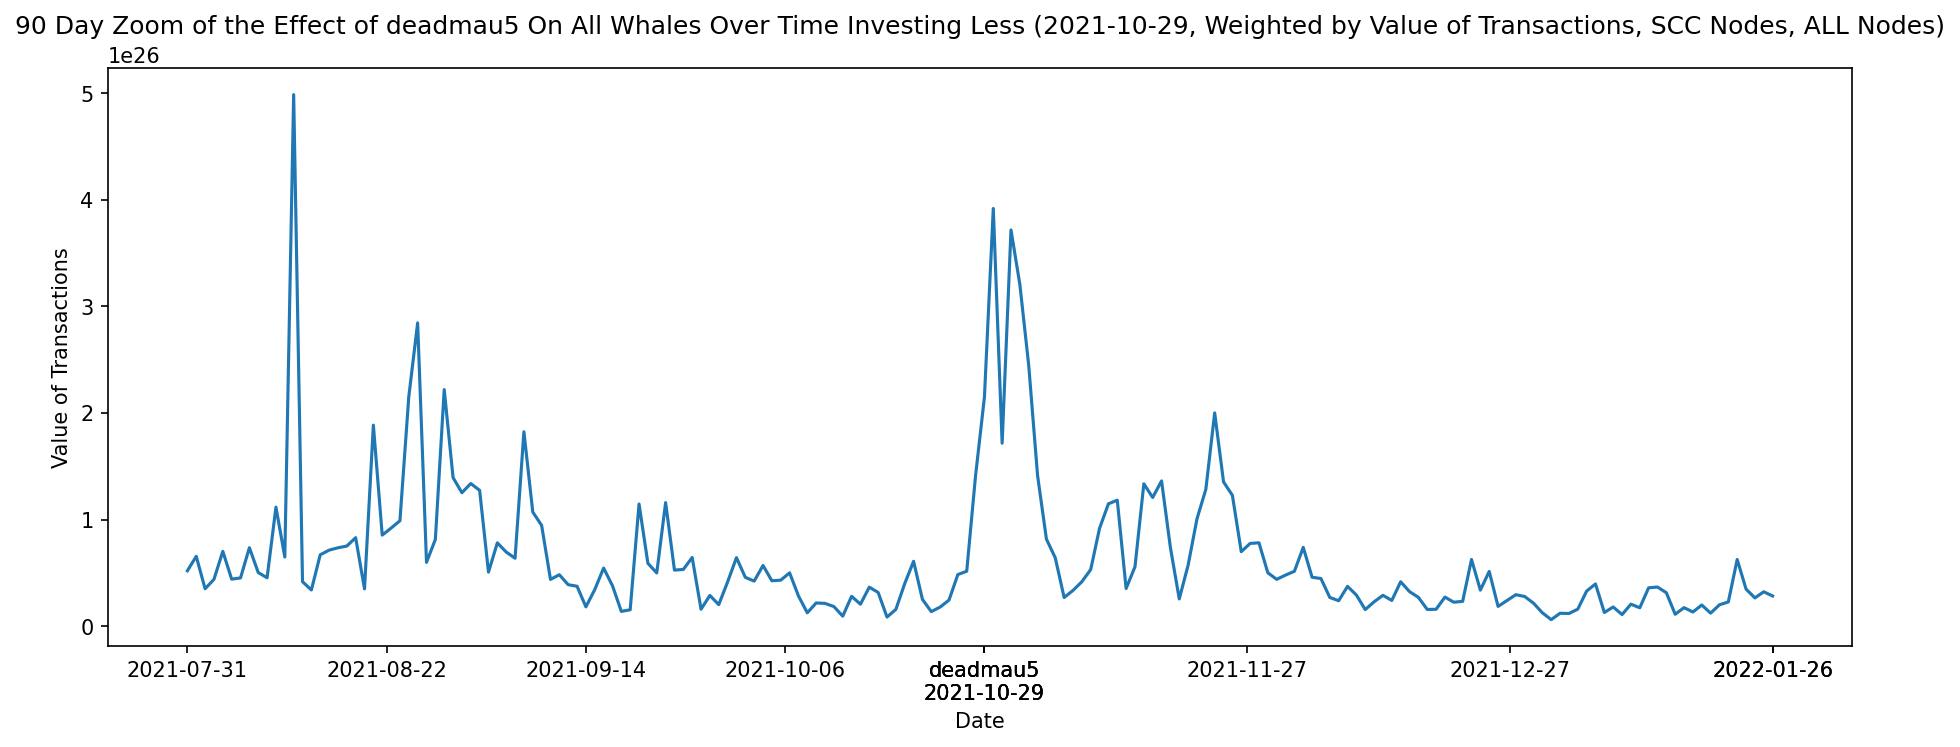 90 Day Zoom of the Effect of deadmau5 On All Whales Over Time Investing Less (2021-10-29, Weighted by Value of Transactions, SCC Nodes, ALL Nodes)
1e26
5
4
3
2
1
0
Value of Transactions
2021-07-31 2021-08-22 2021-09-14 2021-10-06 deadmau5 2021-11-27 2021-12-27 2022-01-26
2021-10-29
Date